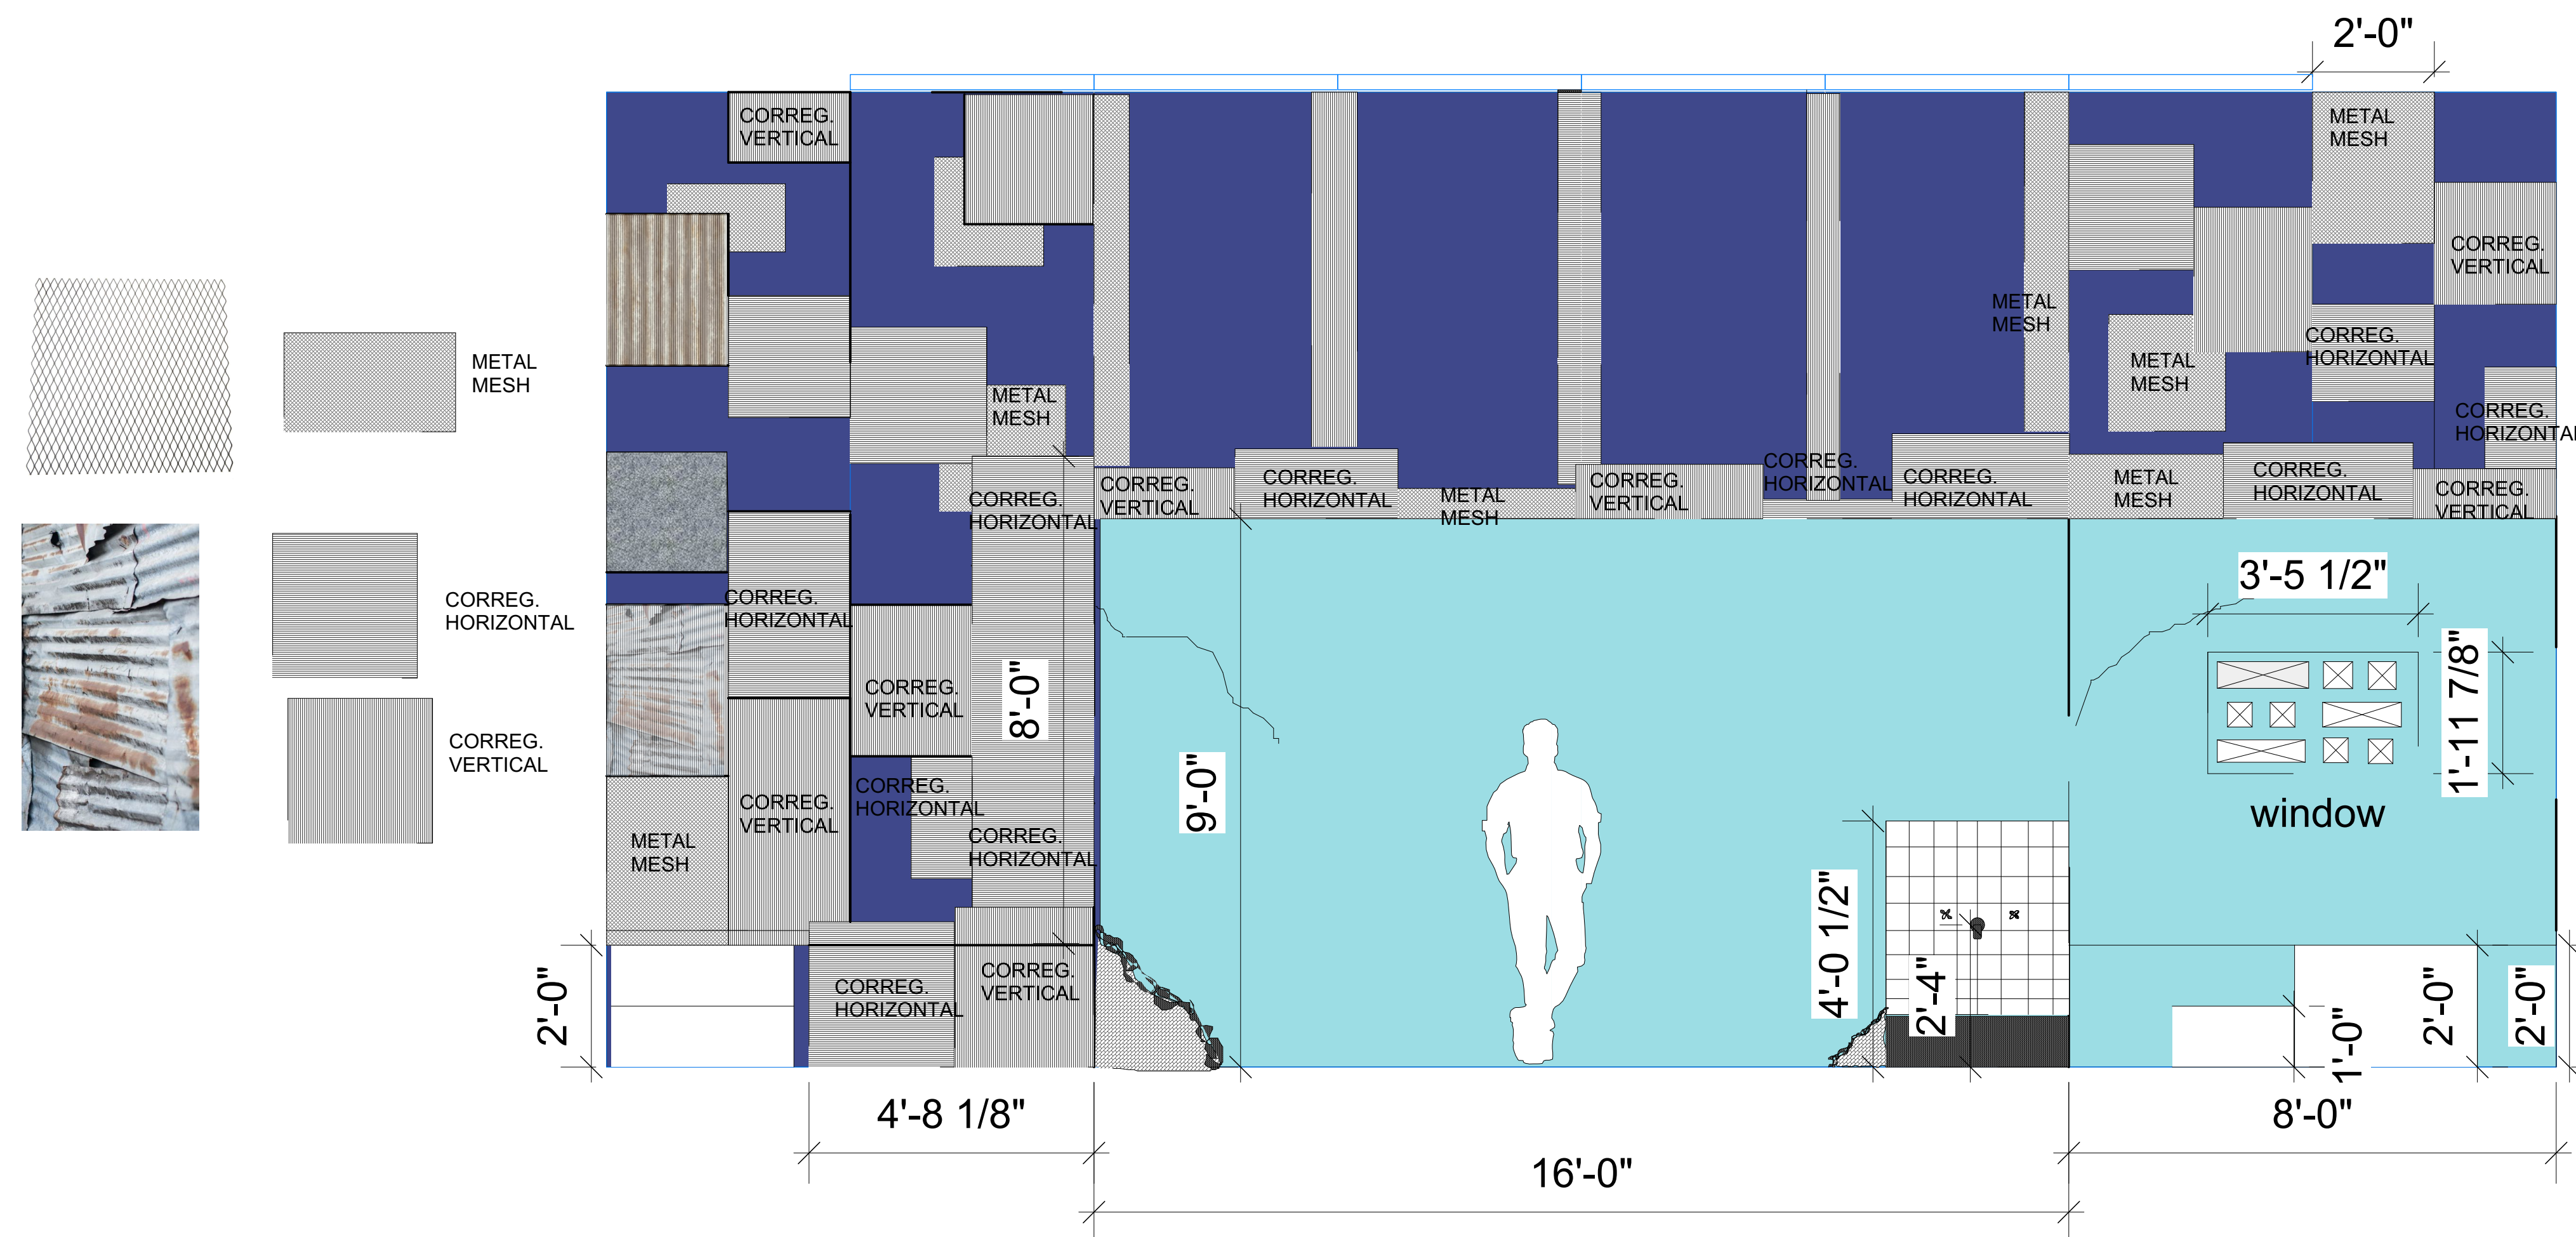 2'-0"
CORREG.
VERTICAL
METAL
MESH
CORREG.
VERTICAL
METAL
MESH
CORREG.
HORIZONTAL
METAL
MESH
METAL
MESH
METAL
MESH
CORREG.
HORIZONTAL
CORREG.
HORIZONTAL
CORREG.
VERTICAL
CORREG.
HORIZONTAL
METAL
MESH
CORREG.
VERTICAL
CORREG.
HORIZONTAL
CORREG.
HORIZONTAL
METAL
MESH
CORREG.
HORIZONTAL
CORREG.
VERTICAL
3'-5 1/2"
CORREG.
HORIZONTAL
CORREG.
HORIZONTAL
CORREG.
VERTICAL
8'-0"
1'-11 7/8"
CORREG.
VERTICAL
CORREG.
HORIZONTAL
CORREG.
VERTICAL
9'-0"
window
METAL
MESH
CORREG.
HORIZONTAL
4'-0 1/2"
2'-4"
CORREG.
VERTICAL
CORREG.
HORIZONTAL
2'-0"
1'-0"
2'-0"
2'-0"
4'-8 1/8"
8'-0"
16'-0"